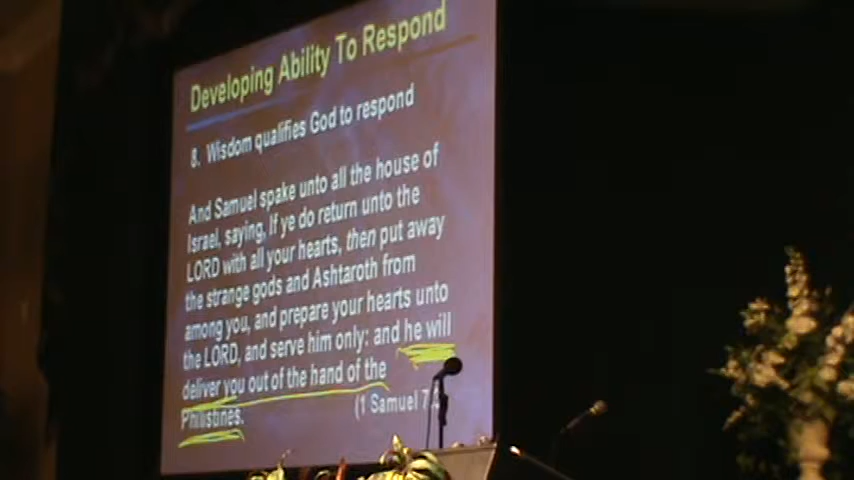 Developing Ability To Respond
8. Wisdom qualifies God to respond
And Samuel spake unto all the house of
Israel, saying, If ye do return unto the
LORD with all your hearts, then put away
the strange gods and Ashtaroth from
among you, and prepare your hearts unto
the LORD, and serve him only: and he will
deliver you out of the hand of the
Philistines.
(1 Samuel